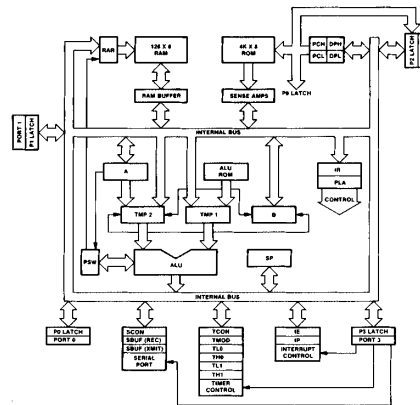 RAR
128 X 8
RAM
4K X 8
ROM
PCH
DPH
PCL
DPL
P2 LATCH
PORT 2
P0 LATCH
RAM BUFFER
SENSE AMPS
PORT 1
P1 LATCH
INTERNAL BUS
A
ALU
ROM
IR
PLA
CONTROL
TMP 2
TMP 1
B
PSW
ALU
SP
INTERNAL BUS
P0 LATCH
PORT 0
SCON
SBUF (REC)
SBUF (XMIT)
SERIAL
PORT
TCON
TMOD
TL0
TH0
TL1
TH1
TIMER
CONTROL
IE
IP
INTERRUPT
CONTROL
P3 LATCH
PORT 3